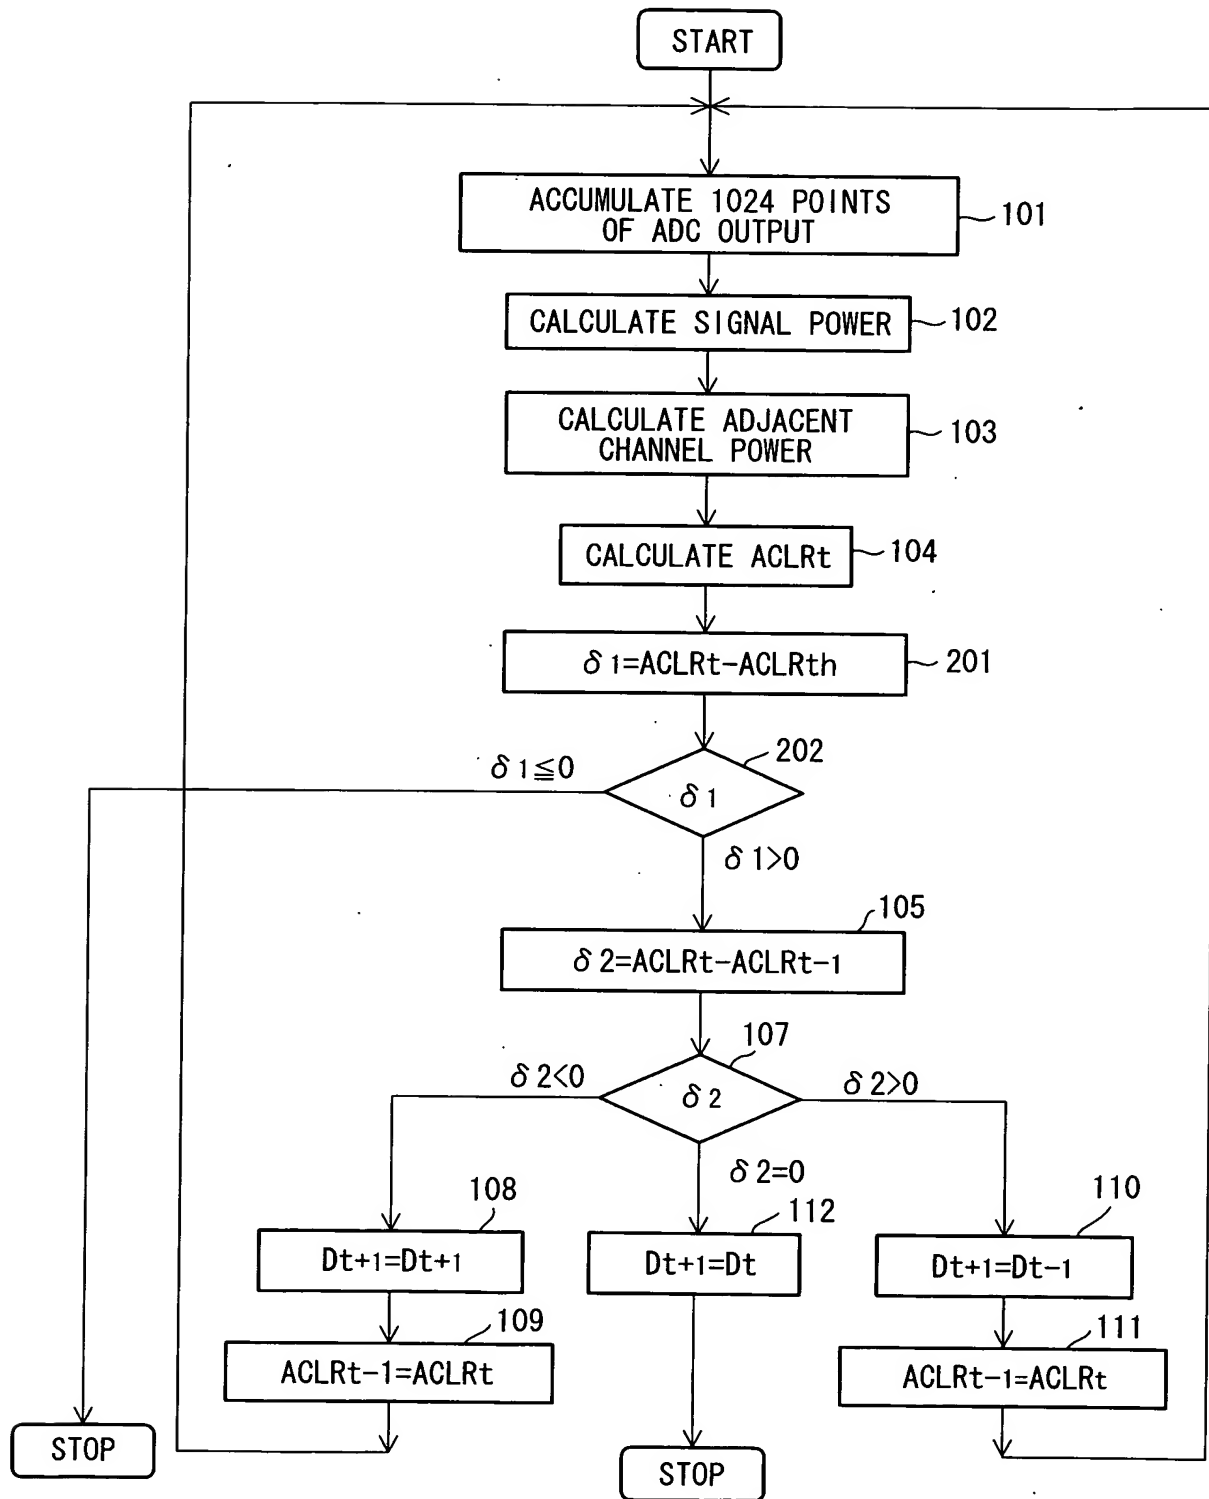 START
ACCUMULATE 1024 POINTS
OF ADC OUTPUT
101
CALCULATE SIGNAL POWER
102
CALCULATE ADJACENT
CHANNEL POWER
103
CALCULATE ACLRt
104
δ1=ACLRt-ACLRth
201
202
δ1≦0
δ1
δ1>0
105
δ2=ACLRt-ACLRt-1
107
δ2<0
δ2
δ2>0
δ2=0
108
112
110
Dt+1=Dt+1
Dt+1=Dt
Dt+1=Dt-1
109
111
ACLRt-1=ACLRt
ACLRt-1=ACLRt
STOP
STOP